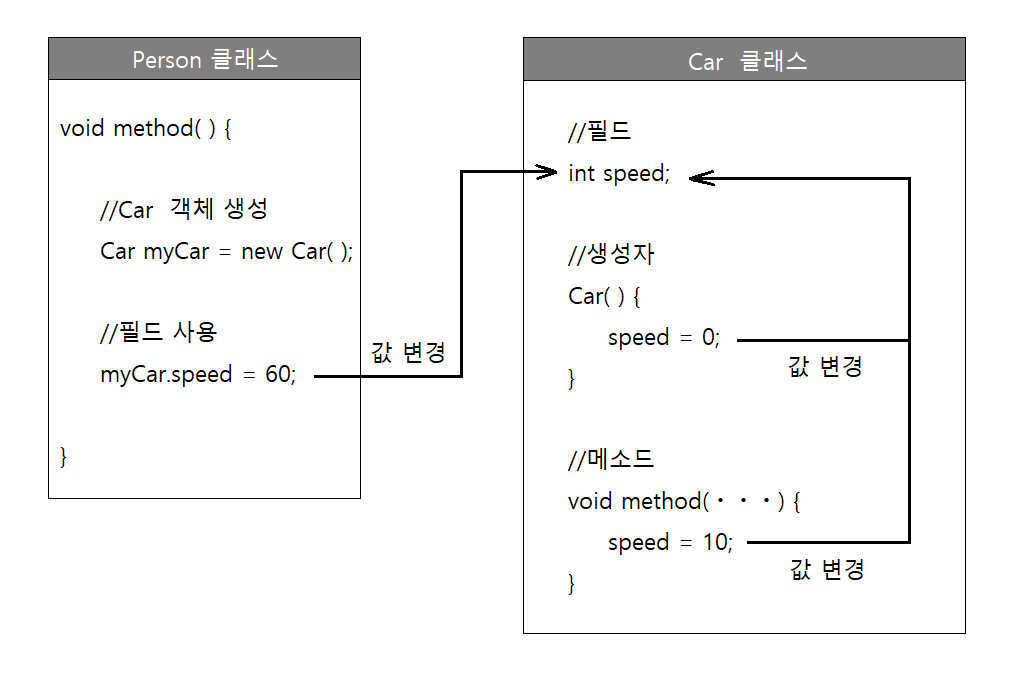 Person 클래스
void method( ) {
//Car 객체 생성
Car myCar = new Car( );
//필드 사용
myCar.speed = 60;
}
값 변경
Car 클래스
//필드
int speed;
//생성자
Car( ) {
speed = 0;
값 변경
}
//메소드
void method(・・・) {
speed = 10;
값 변경
}